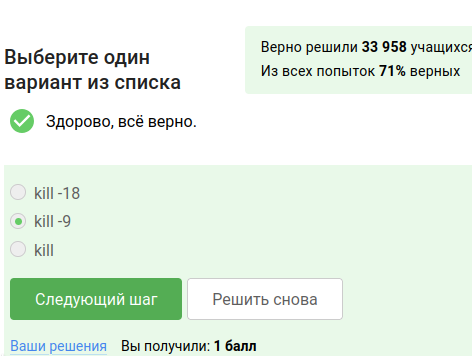 Верно решили 33 958 учащихся
Из всех попыток 71% верных
Выберите один
вариант из списка
Здорово, всё верно.
kill -18
kill -9
kill
Следующий шаг
Решить снова
Ваши решения Вы получили: 1 балл